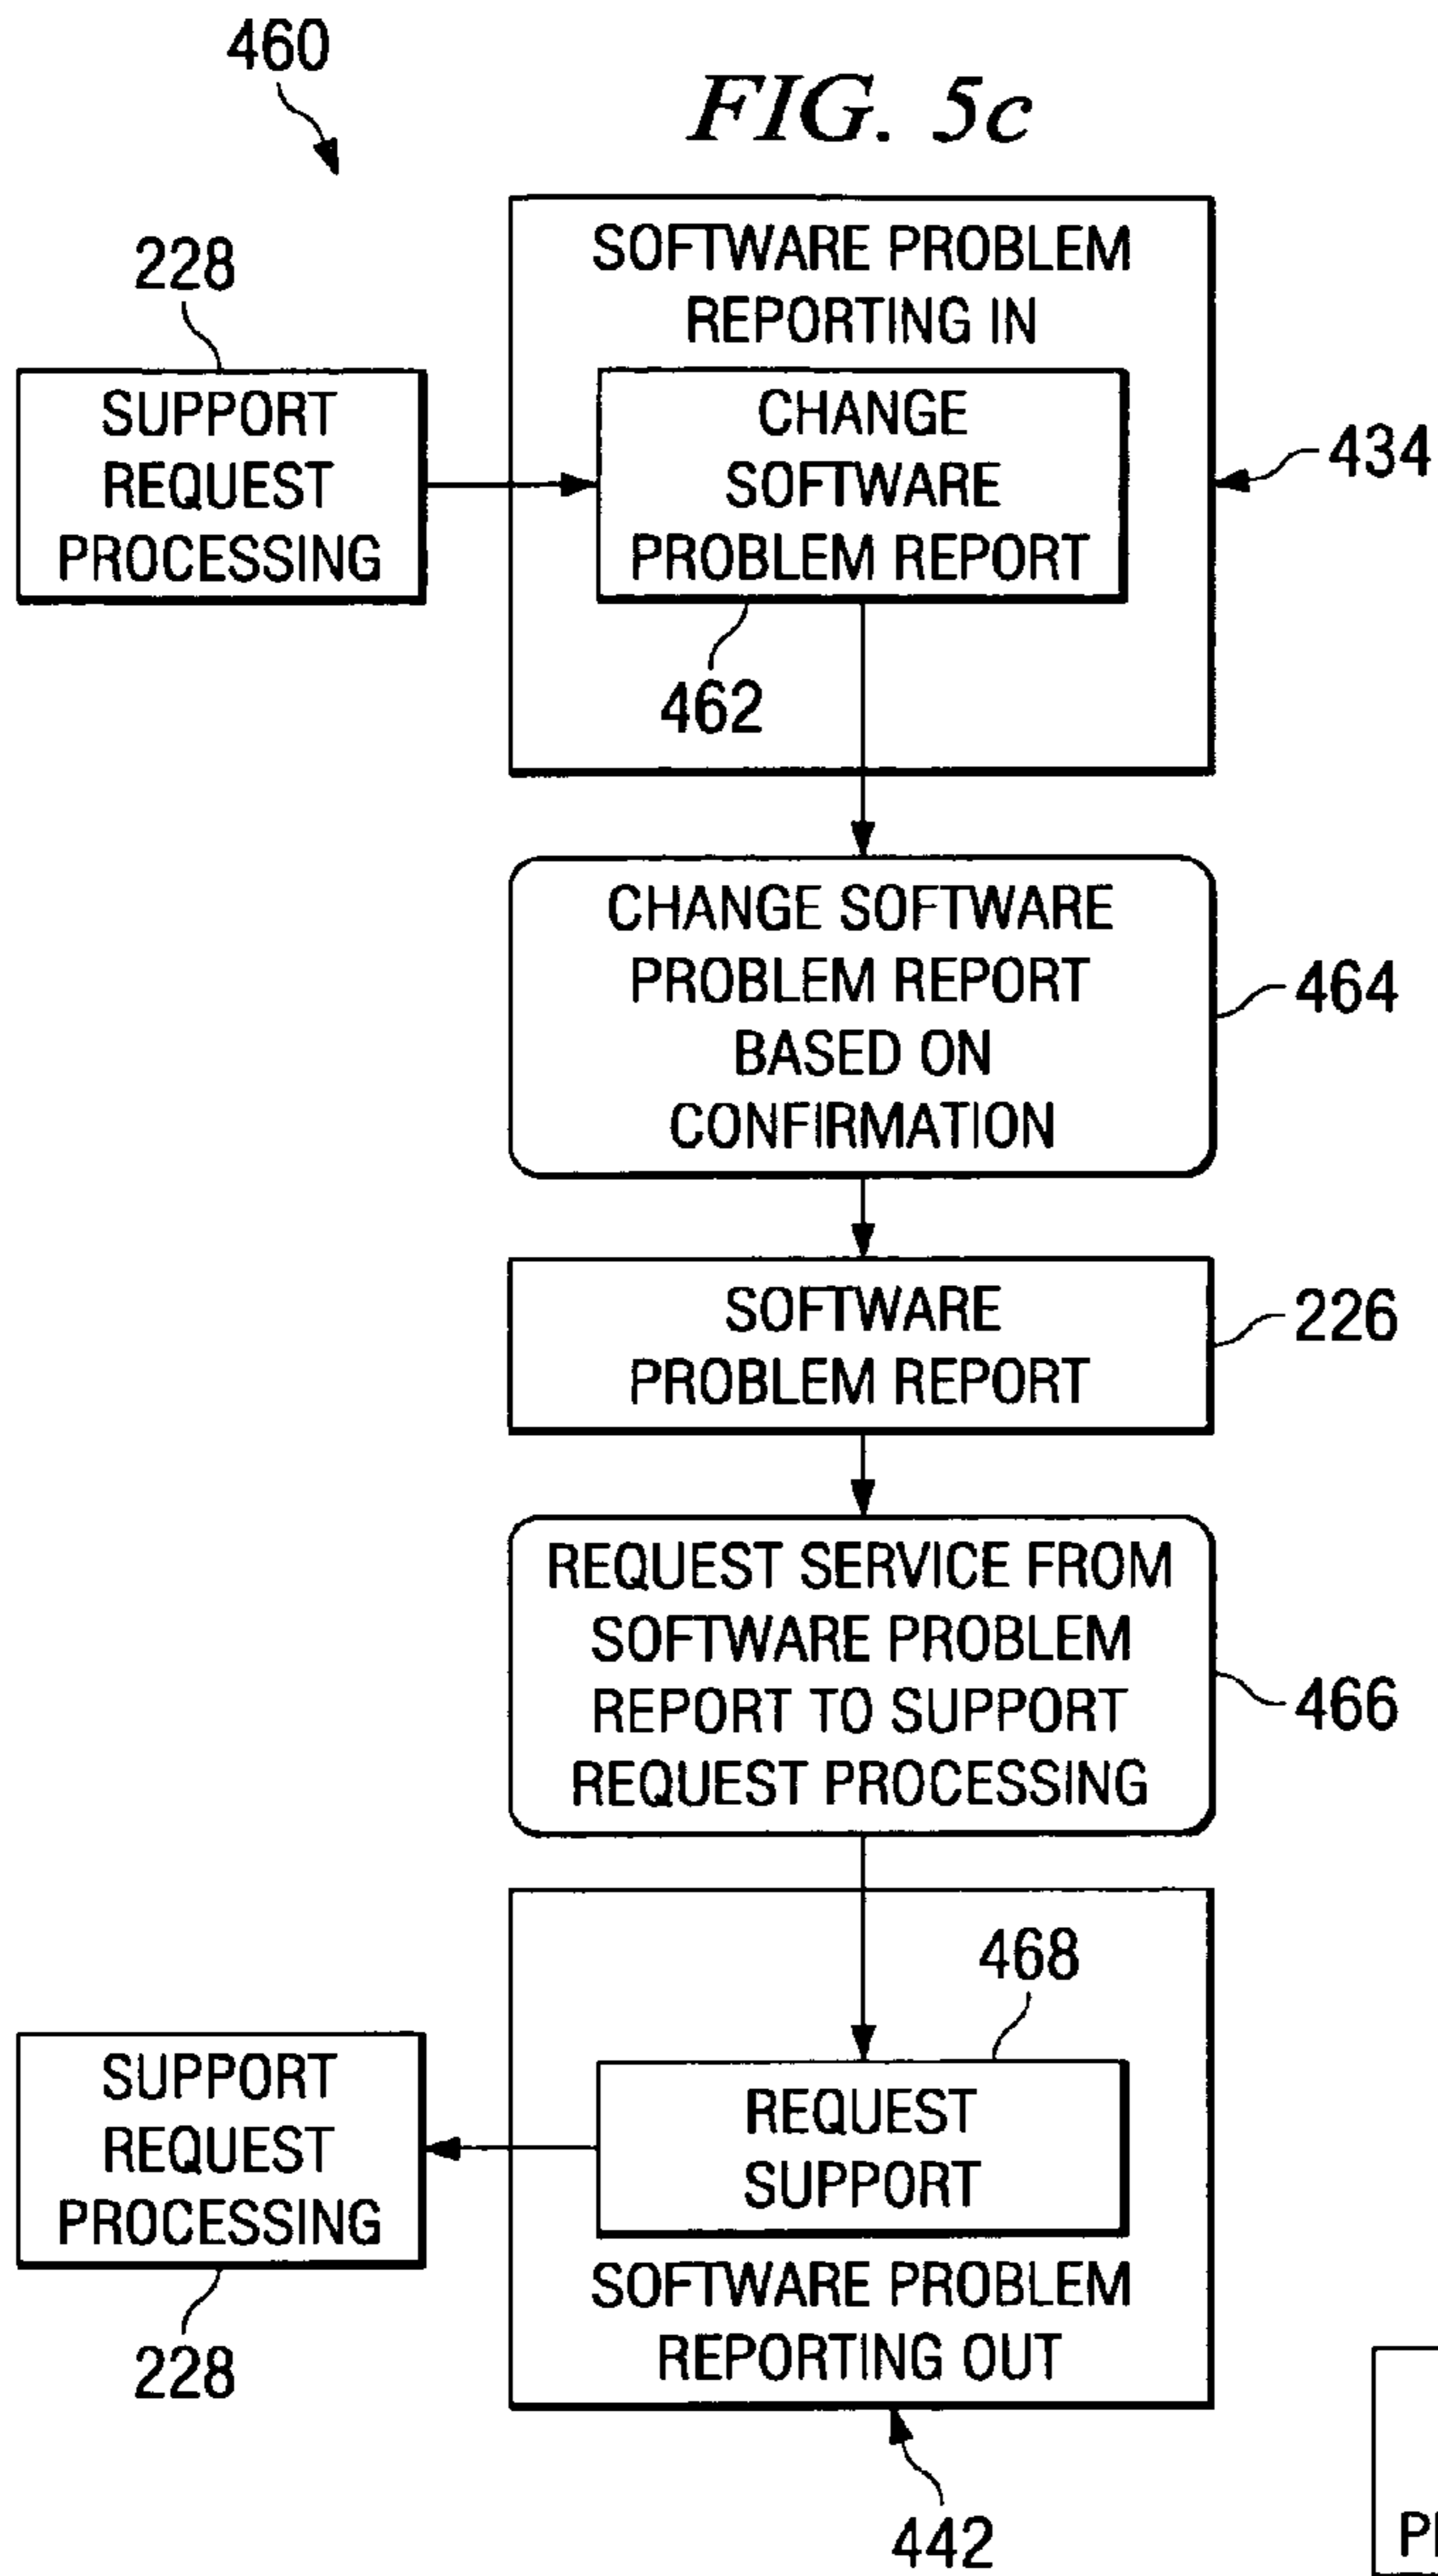 460
FIG. 5c
228
SUPPORT
REQUEST
PROCESSING
SOFTWARE PROBLEM
REPORTING IN
CHANGE
SOFTWARE
PROBLEM REPORT
434
462
CHANGE SOFTWARE
PROBLEM REPORT
BASED ON
CONFIRMATION
464
SOFTWARE
PROBLEM REPORT
226
REQUEST SERVICE FROM
SOFTWARE PROBLEM
REPORT TO SUPPORT
REQUEST PROCESSING
466
468
REQUEST
SUPPORT
SUPPORT
REQUEST
PROCESSING
228
SOFTWARE PROBLEM
REPORTING OUT
442